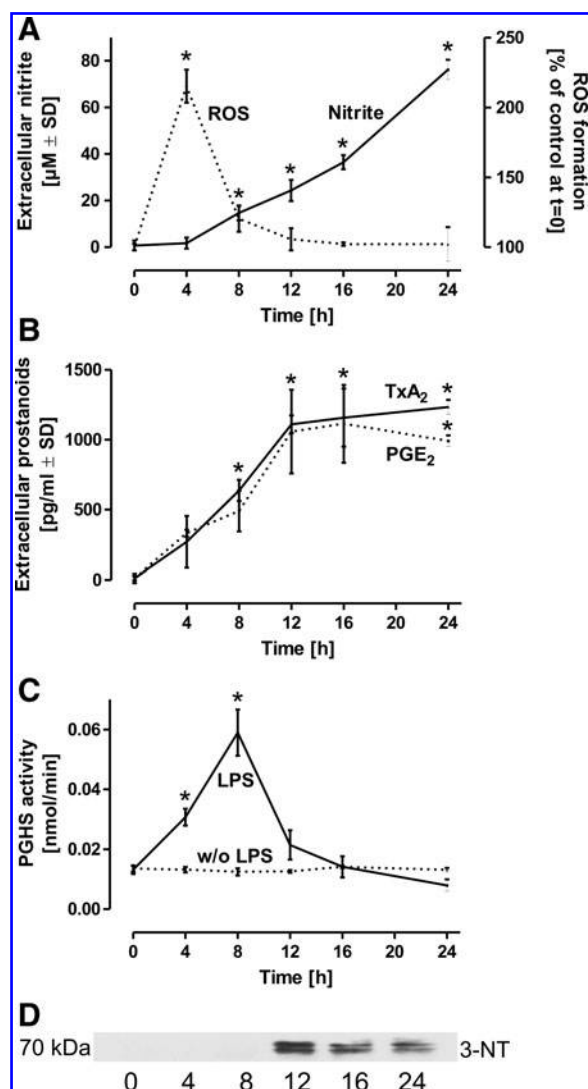 A
Extracellular nitrite
[µM ± SD]
80
60
40
20
0
*
ROS
*
*
*
Nitrite
*
250
200
150
100
ROS formation
[% of control at t=0]
0 4 8 12 16 20 24
Time [h]
B
Extracellular prostanoids
[pg/ml ± SD]
1500
1000
500
0
*
*
*
*
TxA2
*
PGE2
0 4 8 12 16 20 24
Time [h]
C
PGHS activity
[nmol/min]
0.06
0.04
0.02
0.00
*
*
LPS
w/o LPS
0 4 8 12 16 20 24
Time [h]
D
70 kDa
3-NT
0 4 8 12 16 24